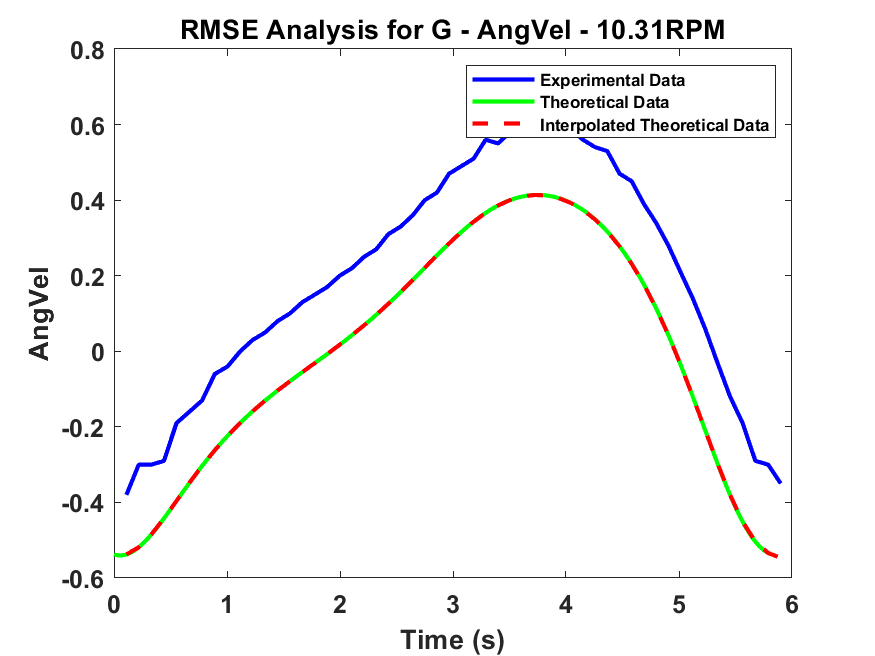 RMSE Analysis for G - AngVel - 10.31RPM
Experimental Data
Theoretical Data
Interpolated Theoretical Data
AngVel
0.8
0.6
0.4
0.2
0
-0.2
-0.4
-0.6
0 1 2 3 4 5 6
Time (s)